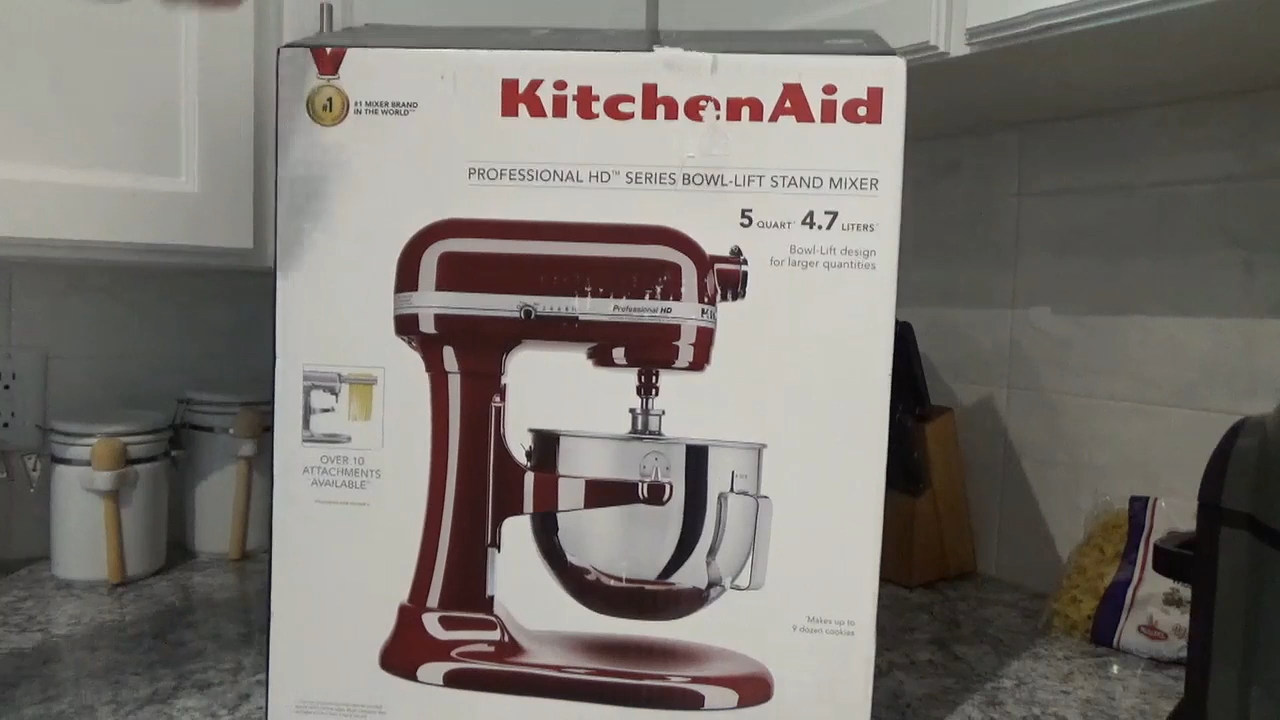 #1
#1 MIXER BRAND
IN THE WORLD
KitchenAid
PROFESSIONAL HD™ SERIES BOWL-LIFT STAND MIXER
5 QUART* 4.7 LITERS
Bowl-Lift design
for larger quantities
Professional HD
OVER 10
ATTACHMENTS
AVAILABLE
*Makes up to
9 dozen cookies